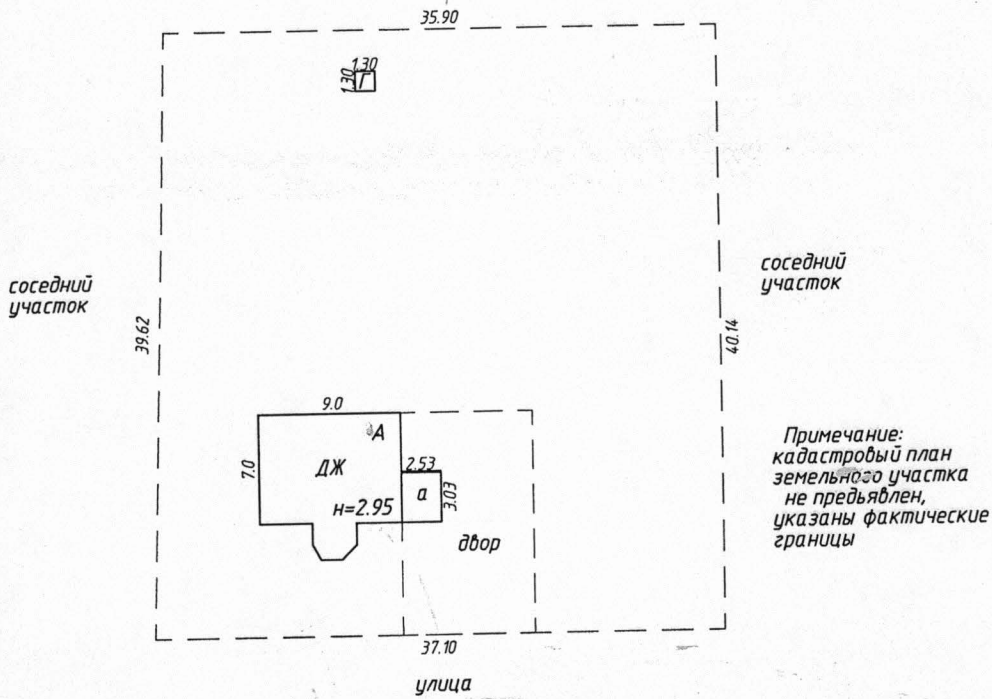 35.90
1.30
1.30
Г
соседний
участок
соседний
участок
39.62
40.14
9.0
А
7.0
ДЖ
2.53
а
3.03
н=2.95
двор
Примечание:
кадастровый план
земельного участка
не предьявлен,
указаны фактические
границы
37.10
улица